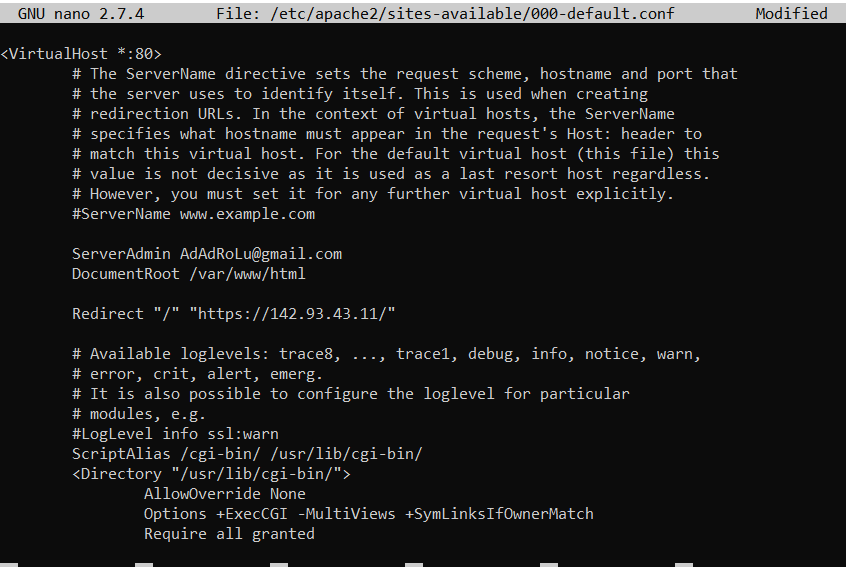 GNU nano 2.7.4 File: /etc/apache2/sites-available/000-default.conf Modified
<VirtualHost *:80>
# The ServerName directive sets the request scheme, hostname and port that
# the server uses to identify itself. This is used when creating
# redirection URLs. In the context of virtual hosts, the ServerName
# specifies what hostname must appear in the request's Host: header to
# match this virtual host. For the default virtual host (this file) this
# value is not decisive as it is used as a last resort host regardless.
# However, you must set it for any further virtual host explicitly.
#ServerName www.example.com
ServerAdmin AdAdRoLu@gmail.com
DocumentRoot /var/www/html
Redirect "/" "https://142.93.43.11/"
# Available loglevels: trace8, ..., trace1, debug, info, notice, warn,
# error, crit, alert, emerg.
# It is also possible to configure the loglevel for particular
# modules, e.g.
#LogLevel info ssl:warn
ScriptAlias /cgi-bin/ /usr/lib/cgi-bin/
<Directory "/usr/lib/cgi-bin/">
AllowOverride None
Options +ExecCGI -MultiViews +SymLinksIfOwnerMatch
Require all granted